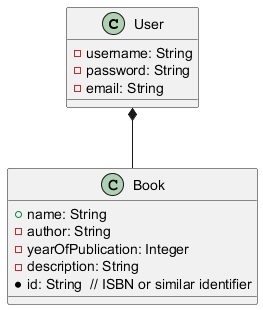 C User
username: String
password: String
email: String
C Book
name: String
author: String
yearOfPublication: Integer
description: String
id: String // ISBN or similar identifier